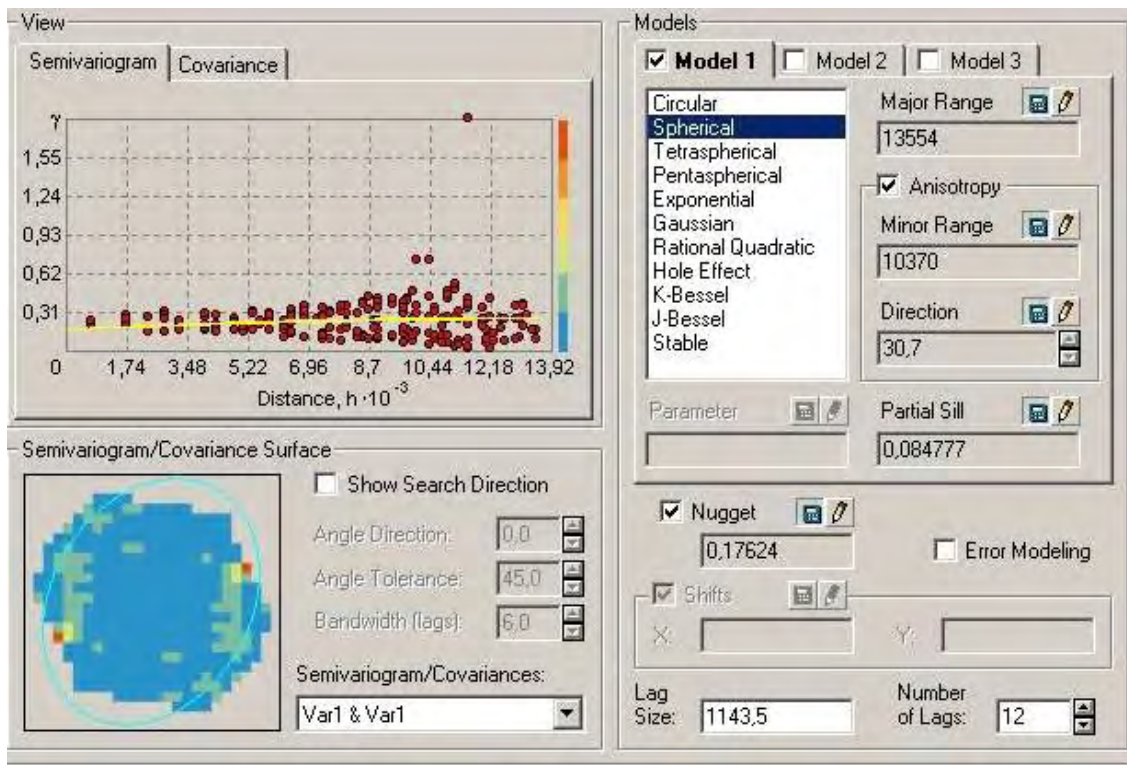 View
Semivariogram Covariance
γ
1,55
1,24
0,93
0,62
0,31
0 1,74 3,48 5,22 6,96 8,7 10,44 12,18 13,92
Distance, h ·10⁻³
Semivariogram/Covariance Surface
Show Search Direction
Angle Direction: 0,0
Angle Tolerance: 45,0
Bandwidth (lags): 6,0
Semivariogram/Covariances:
Var1 & Var1
Models
Model 1 Model 2 Model 3
Circular
Spherical
Tetraspherical
Pentaspherical
Exponential
Gaussian
Rational Quadratic
Hole Effect
K-Bessel
J-Bessel
Stable
Major Range
13554
Anisotropy
Minor Range
10370
Direction
30,7
Parameter
Partial Sill
0,084777
Nugget
0,17624
Error Modeling
Shifts
X: Y:
Lag Size: 1143,5
Number of Lags: 12